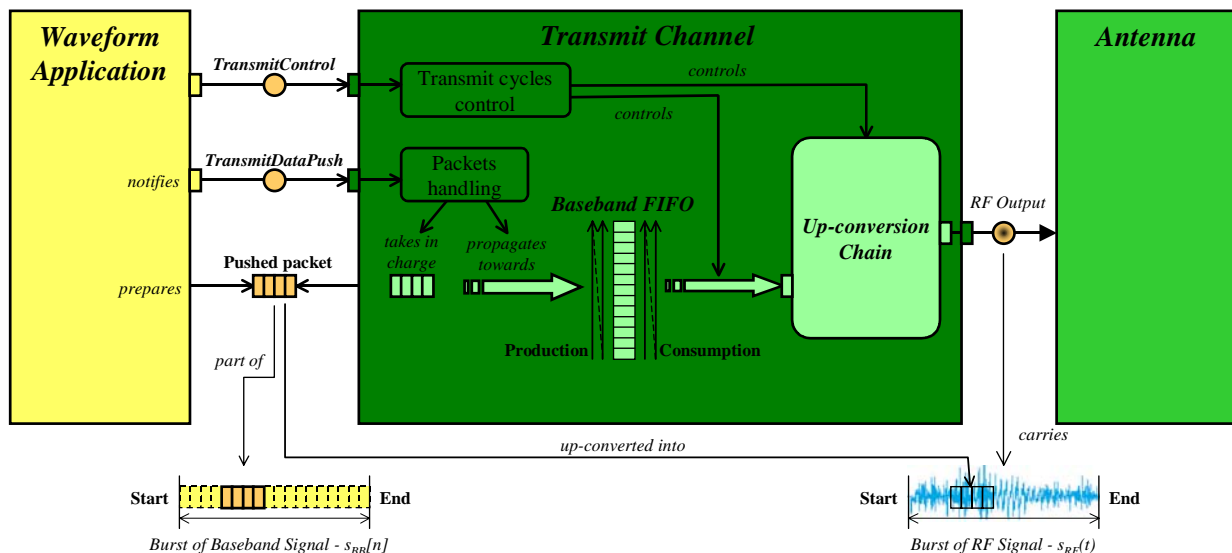 Waveform
Application
Transmit Channel
Antenna
TransmitControl
Transmit cycles
control
controls
controls
TransmitDataPush
notifies
Packets
handling
Baseband FIFO
RF Output
Up-conversion
Chain
takes in
charge
propagates
towards
Pushed packet
prepares
Production
Consumption
part of
up-converted into
carries
Start
End
Start
End
Burst of Baseband Signal - sBB[n]
Burst of RF Signal - sRF(t)